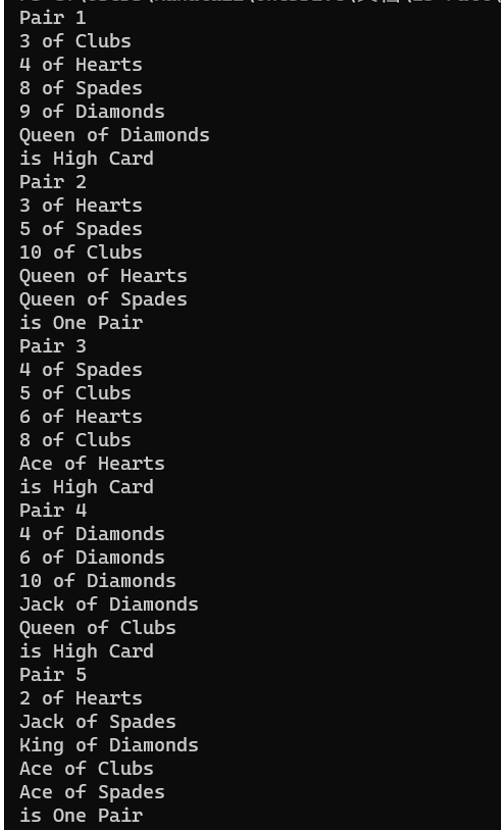 Pair 1
3 of Clubs
4 of Hearts
8 of Spades
9 of Diamonds
Queen of Diamonds
is High Card
Pair 2
3 of Hearts
5 of Spades
10 of Clubs
Queen of Hearts
Queen of Spades
is One Pair
Pair 3
4 of Spades
5 of Clubs
6 of Hearts
8 of Clubs
Ace of Hearts
is High Card
Pair 4
4 of Diamonds
6 of Diamonds
10 of Diamonds
Jack of Diamonds
Queen of Clubs
is High Card
Pair 5
2 of Hearts
Jack of Spades
King of Diamonds
Ace of Clubs
Ace of Spades
is One Pair